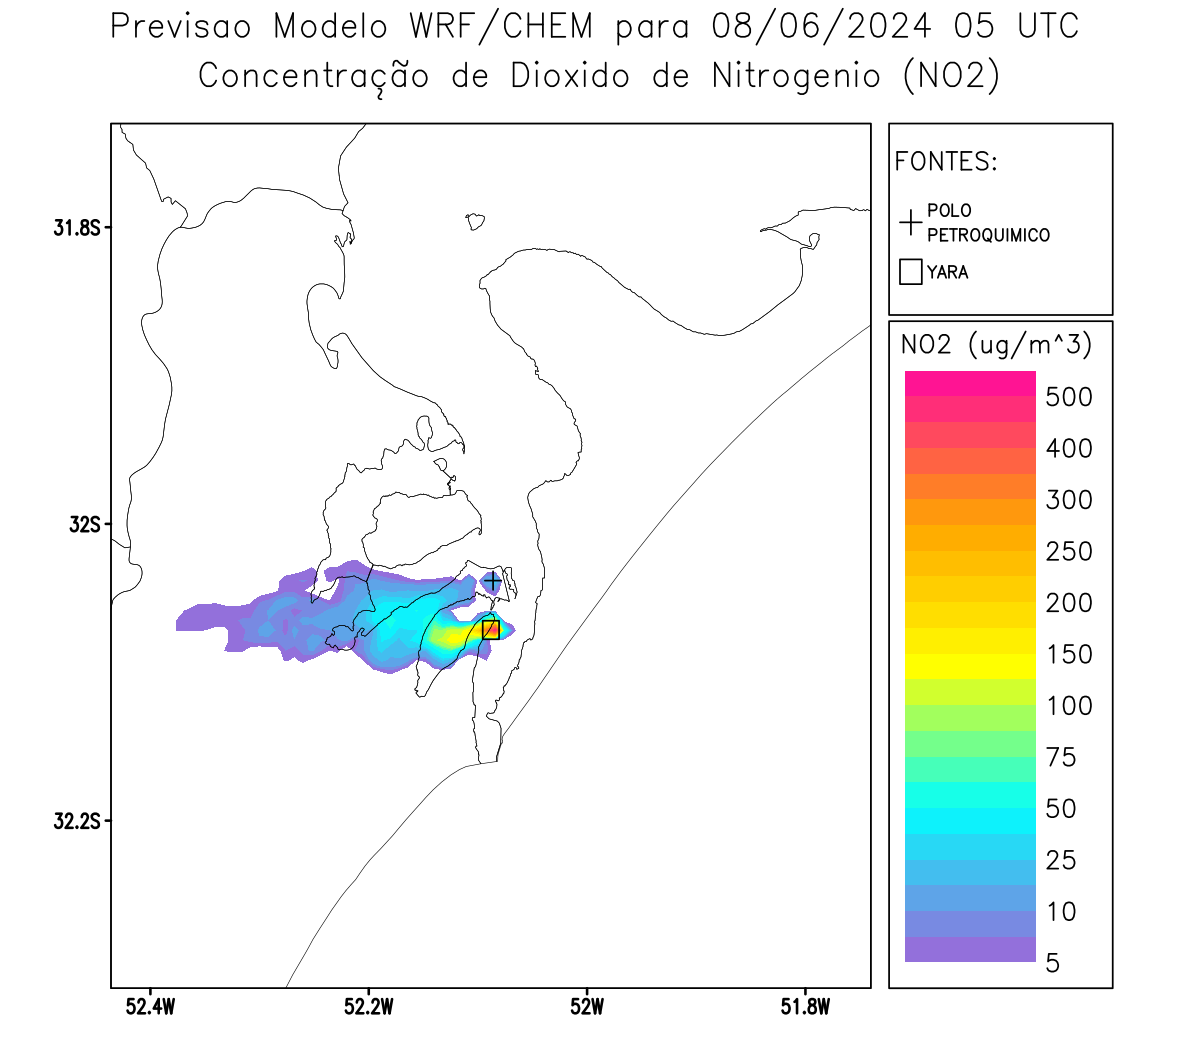 Previsao Modelo WRF/CHEM para 08/06/2024 05 UTC
Concentração de Dioxido de Nitrogenio (NO2)
FONTES:
POLO
PETROQUIMICO
YARA
31.8S
32S
32.2S
52.4W
52.2W
52W
51.8W
NO2 (ug/m^3)
500
400
300
250
200
150
100
75
50
25
10
5